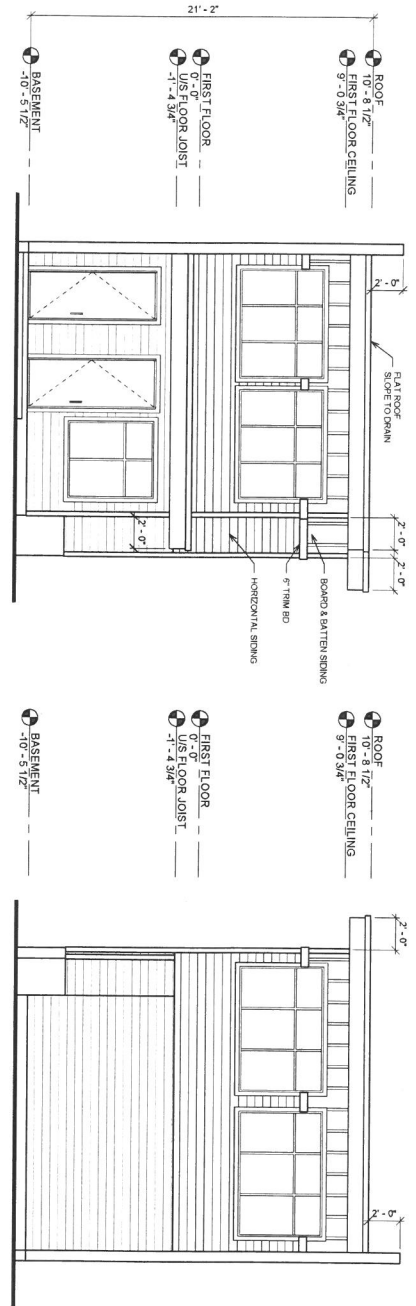 21' - 2"
ROOF
10' - 8 1/2"
FIRST FLOOR CEILING
9' - 0 3/4"
FIRST FLOOR
0' - 0"
U/S FLOOR JOIST
-1' - 4 3/4"
BASEMENT
-10' - 5 1/2"
2' - 0"
FLAT ROOF
SLOPE TO DRAIN
2' - 0"
2' - 0"
2' - 0"
BOARD & BATTEN SIDING
6" TRIM BD
HORIZONTAL SIDING
ROOF
10' - 8 1/2"
FIRST FLOOR CEILING
9' - 0 3/4"
FIRST FLOOR
0' - 0"
U/S FLOOR JOIST
-1' - 4 3/4"
BASEMENT
-10' - 5 1/2"
2' - 0"
2' - 0"